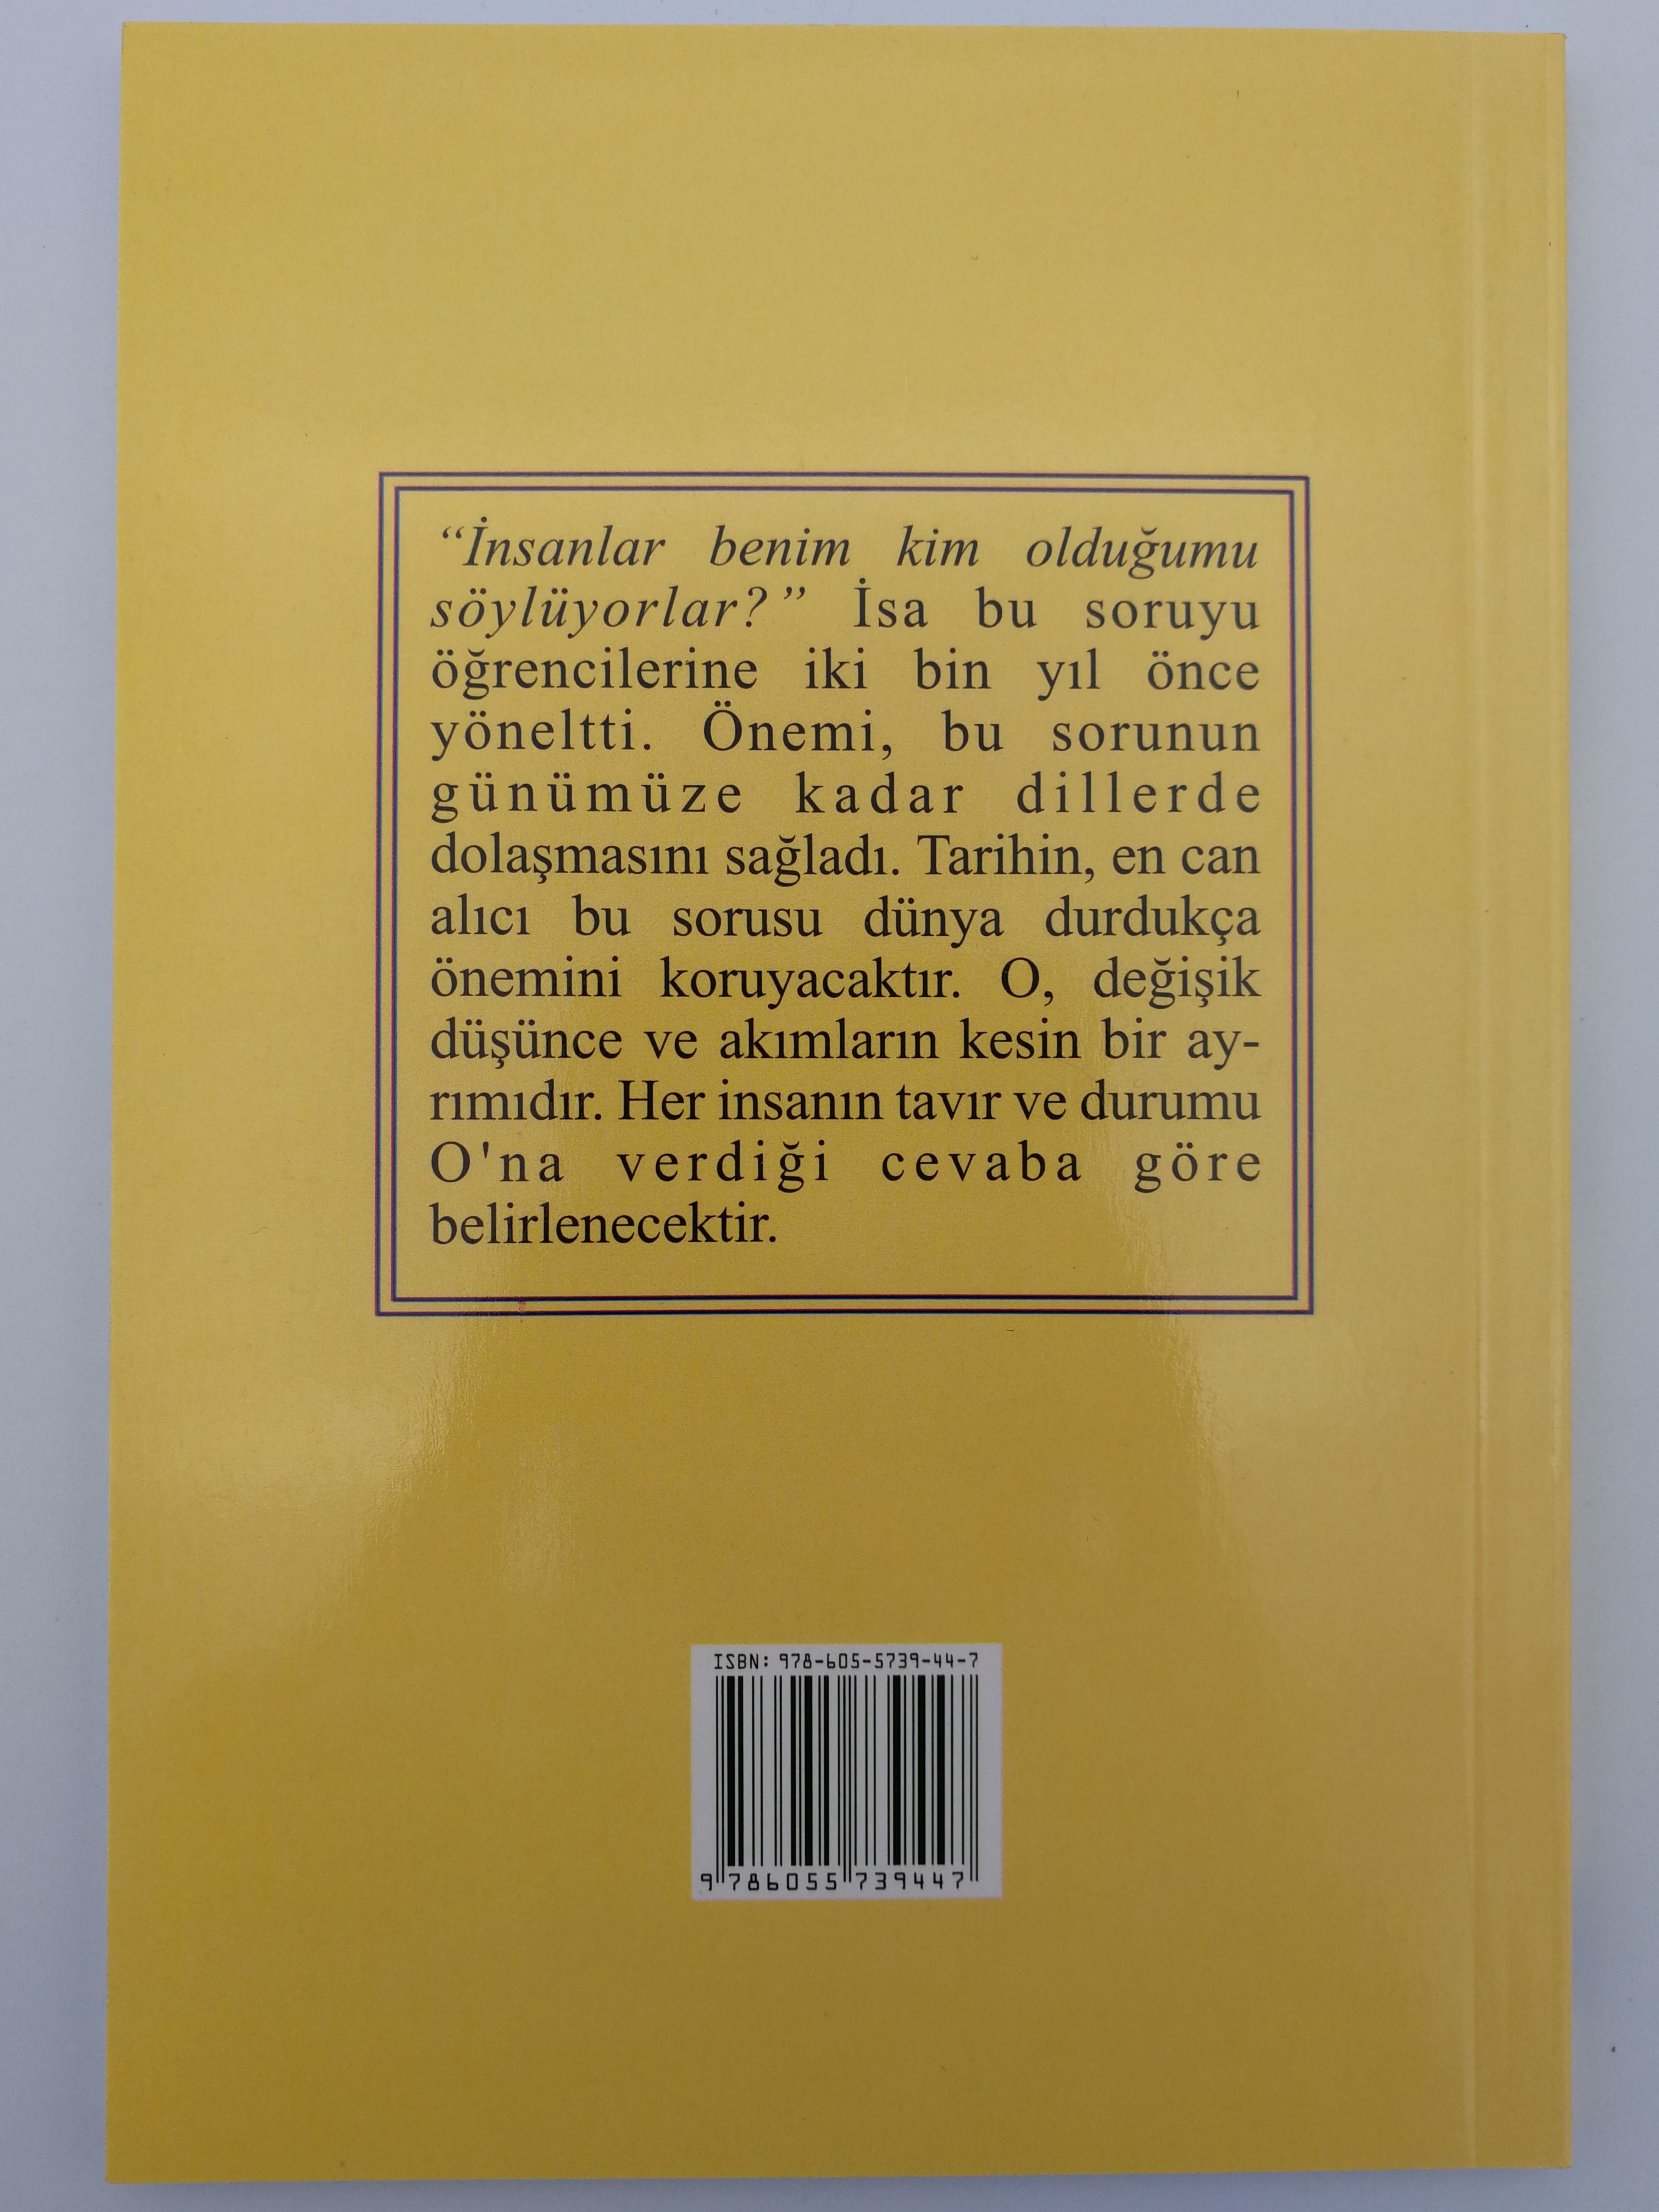 “İnsanlar benim kim olduğumu
söylüyorlar?” İsa bu soruyu
öğrencilerine iki bin yıl önce
yöneltti. Önemi, bu sorunun
günümüze kadar dillerde
dolaşmasını sağladı. Tarihin, en can
alıcı bu sorusu dünya durdukça
önemini koruyacaktır. O, değişik
düşünce ve akımların kesin bir ay-
rımıdır. Her insanın tavır ve durumu
O'na verdiği cevaba göre
belirlenecektir.
ISBN: 978-605-5739-44-7
9 786055 739447